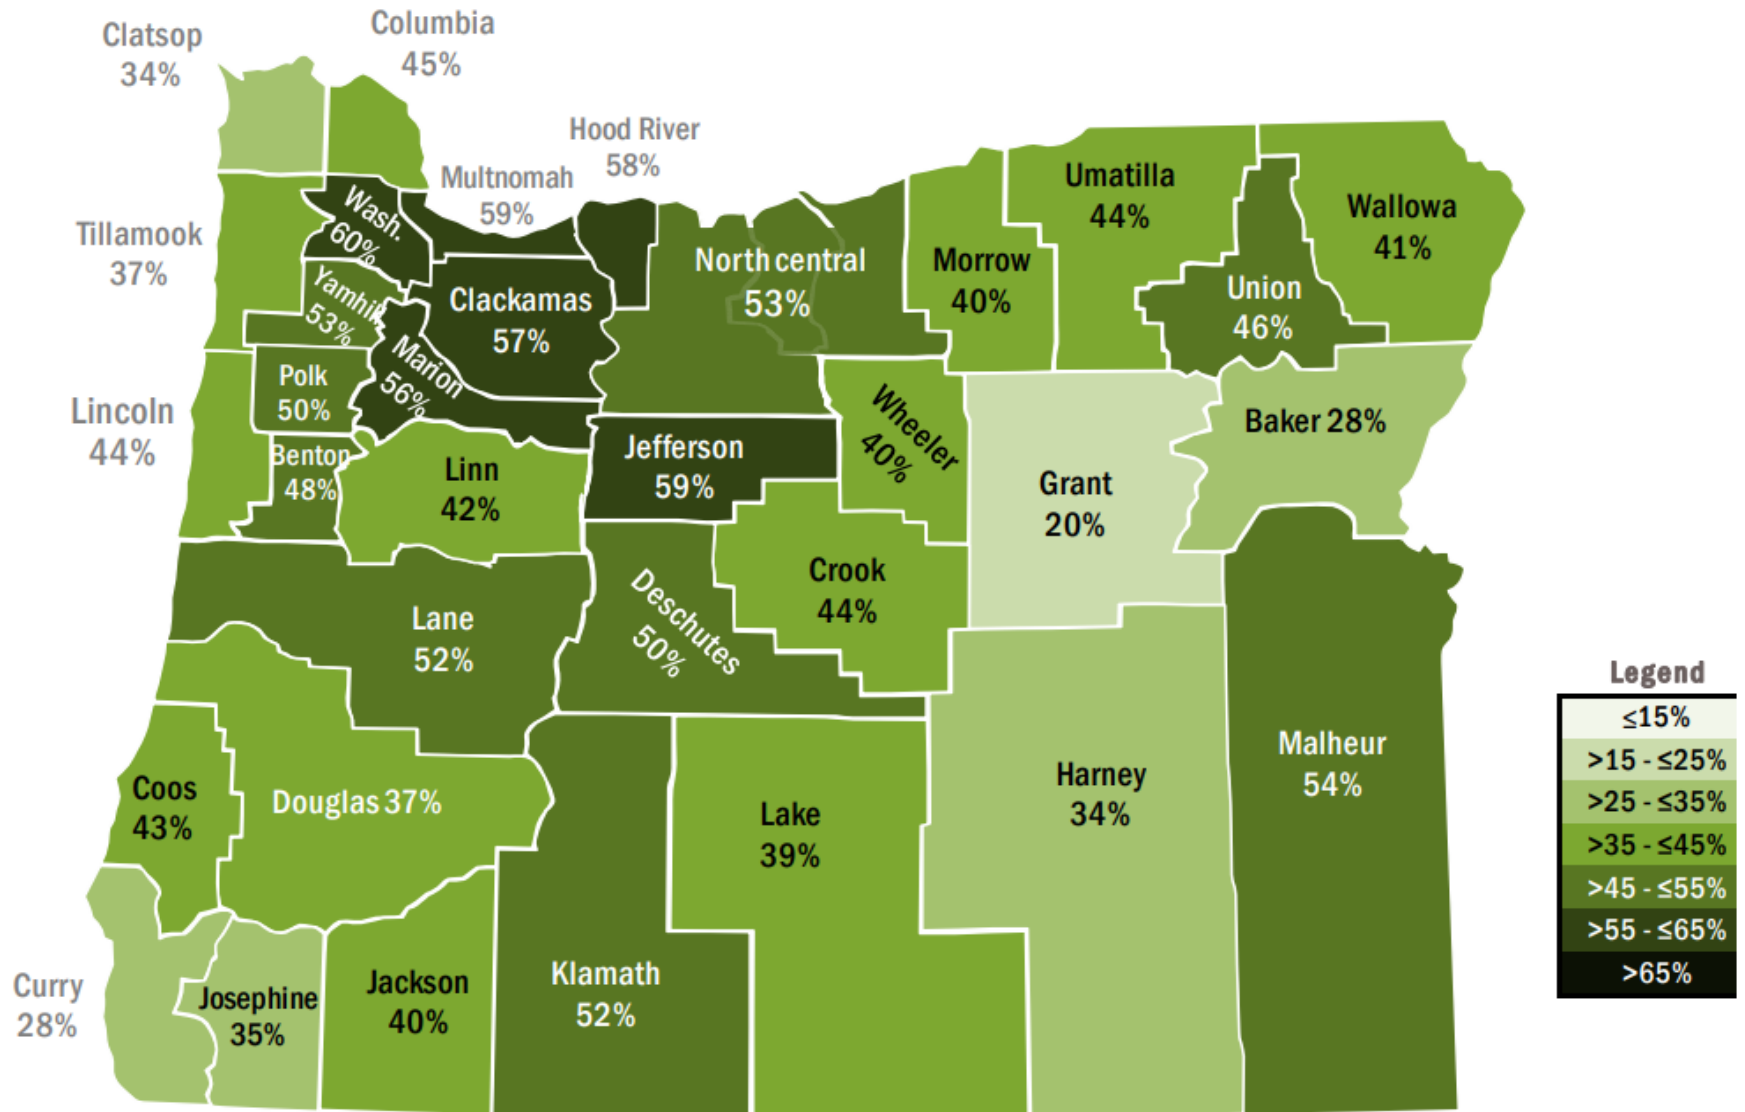 Clatsop
34%
Columbia
45%
Hood River
58%
Multnomah
59%
Tillamook
37%
Wash.
60%
Yamhill
53%
Clackamas
57%
North central
53%
Morrow
40%
Umatilla
44%
Union
46%
Wallowa
41%
Lincoln
44%
Polk
50%
Marion
56%
Benton
48%
Linn
42%
Jefferson
59%
Wheeler
40%
Grant
20%
Baker 28%
Lane
52%
Deschutes
50%
Crook
44%
Coos
43%
Douglas 37%
Lake
39%
Harney
34%
Malheur
54%
Curry
28%
Josephine
35%
Jackson
40%
Klamath
52%
Legend
≤15%
>15 - ≤25%
>25 - ≤35%
>35 - ≤45%
>45 - ≤55%
>55 - ≤65%
>65%